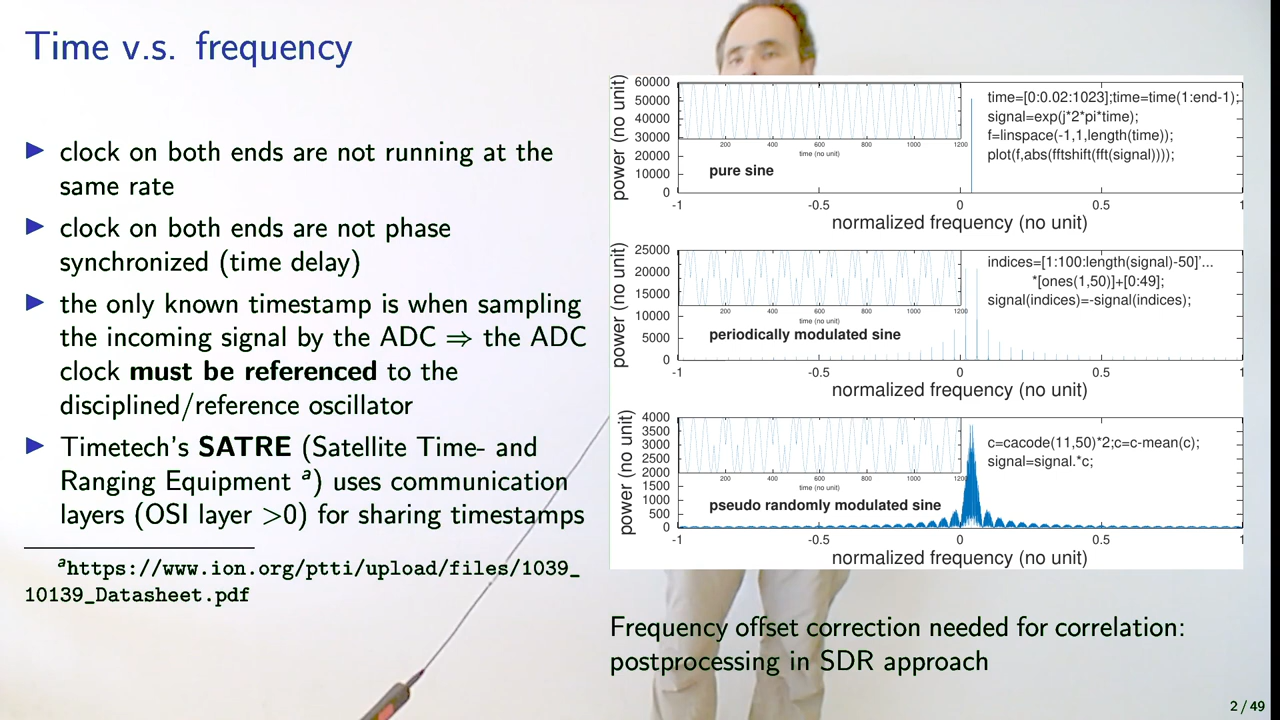 Time v.s. frequency
▶ clock on both ends are not running at the
same rate
▶ clock on both ends are not phase
synchronized (time delay)
▶ the only known timestamp is when sampling
the incoming signal by the ADC ⇒ the ADC
clock must be referenced to the
disciplined/reference oscillator
▶ Timetech's SATRE (Satellite Time- and
Ranging Equipment ᵃ) uses communication
layers (OSI layer >0) for sharing timestamps
ᵃhttps://www.ion.org/ptti/upload/files/1039_
10139_Datasheet.pdf
power (no unit)
60000
50000
40000
30000
20000
10000
0
200 400 600 800 1000 1200
time (no unit)
pure sine
time=[0:0.02:1023];time=time(1:end-1);
signal=exp(j*2*pi*time);
f=linspace(-1,1,length(time));
plot(f,abs(fftshift(fft(signal))));
-1 -0.5 0 0.5 1
normalized frequency (no unit)
power (no unit)
25000
20000
15000
10000
5000
0
200 400 600 800 1000 1200
time (no unit)
periodically modulated sine
indices=[1:100:length(signal)-50]'...
*[ones(1,50)]+[0:49];
signal(indices)=-signal(indices);
-1 -0.5 0 0.5 1
normalized frequency (no unit)
power (no unit)
4000
3500
3000
2500
2000
1500
1000
500
0
200 400 600 800 1000 1200
time (no unit)
pseudo randomly modulated sine
c=cacode(11,50)*2;c=c-mean(c);
signal=signal.*c;
-1 -0.5 0 0.5 1
normalized frequency (no unit)
Frequency offset correction needed for correlation:
postprocessing in SDR approach
2 / 49